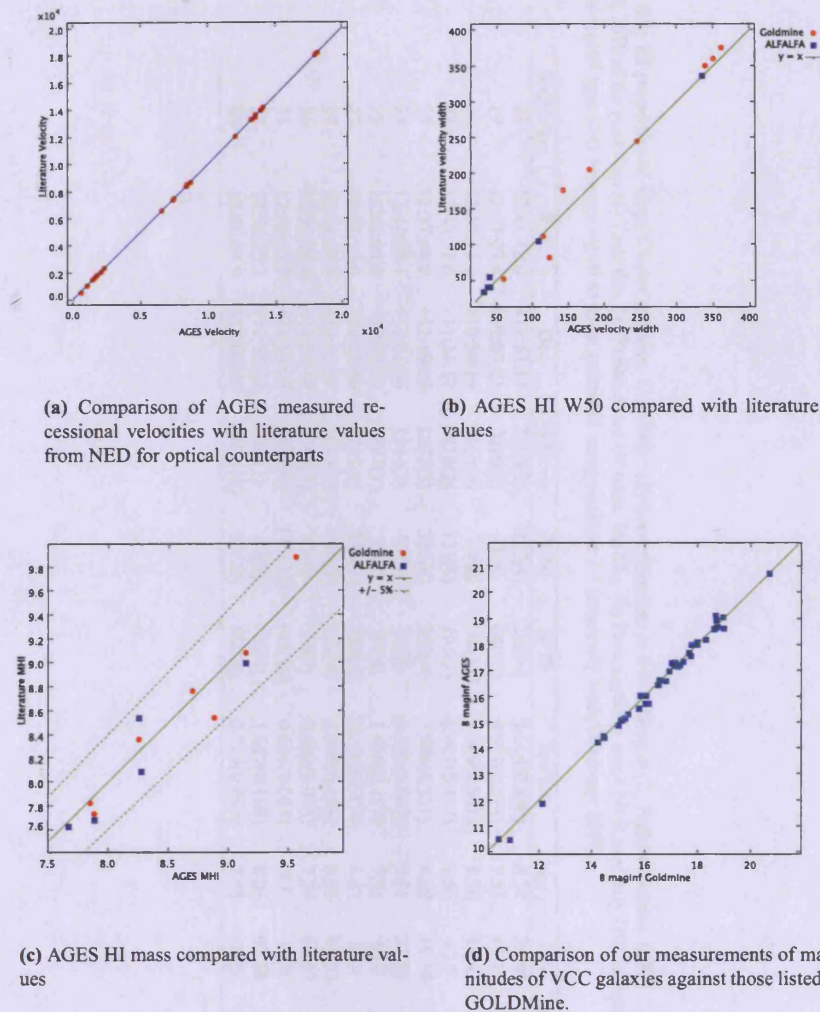 x10⁴
2.0
1.8
1.6
1.4
1.2
1.0
0.8
0.6
0.4
0.2
0.0
Literature Velocity
0.0
0.5
1.0
1.5
2.0
AGES Velocity
x10⁴
(a) Comparison of AGES measured re-
cessional velocities with literature values
from NED for optical counterparts
400
350
300
250
200
150
100
50
Literature velocity width
50
100
150
200
250
300
350
400
AGES velocity width
Goldmine
ALFALFA
y = x
(b) AGES HI W50 compared with literature
values
9.8
9.6
9.4
9.2
9.0
8.8
8.6
8.4
8.2
8.0
7.8
7.6
Literature MHI
7.5
8.0
8.5
9.0
9.5
AGES MHI
Goldmine
ALFALFA
y = x
+/- 5%
(c) AGES HI mass compared with literature val-
ues
21
20
19
18
17
16
15
14
13
12
11
10
B maginf AGES
12
14
16
18
20
B maginf Goldmine
(d) Comparison of our measurements of ma
nitudes of VCC galaxies against those listed
GOLDMine.